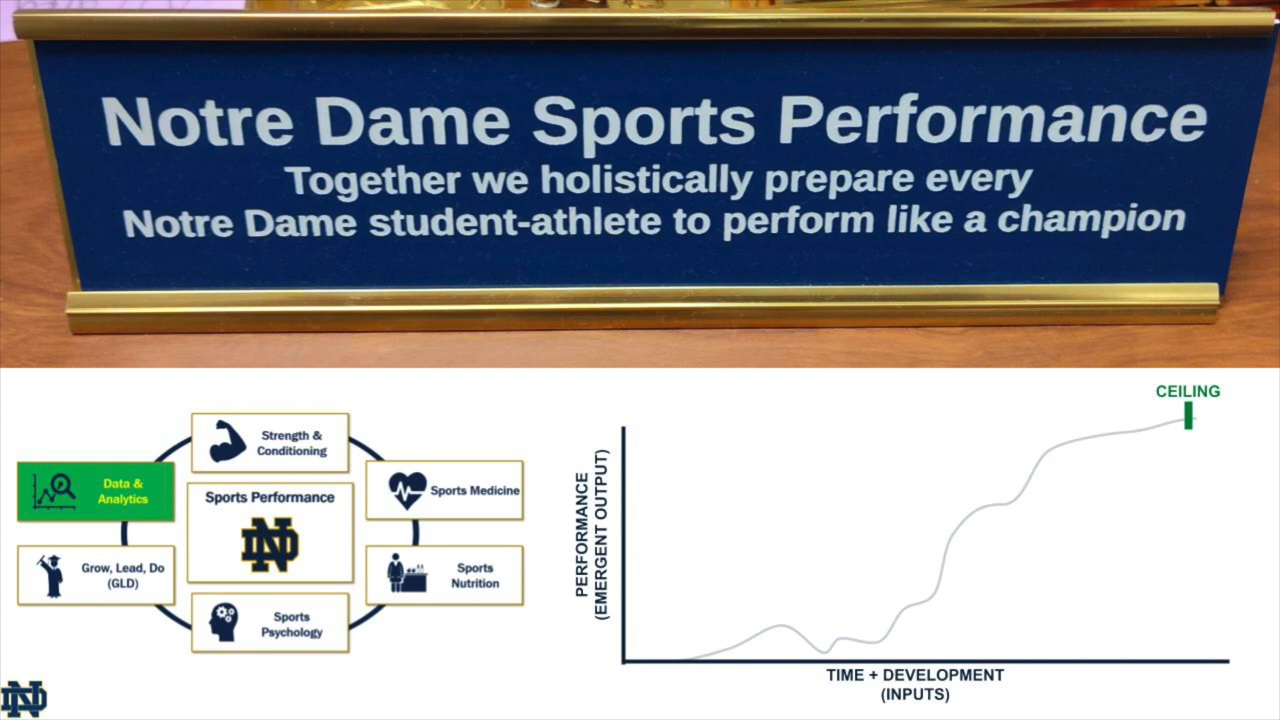 Notre Dame Sports Performance
Together we holistically prepare every
Notre Dame student-athlete to perform like a champion
Strength &
Conditioning
Data &
Analytics
Sports Performance
ND
Sports Medicine
Grow, Lead, Do
(GLD)
Sports
Nutrition
Sports
Psychology
ND
CEILING
PERFORMANCE
(EMERGENT OUTPUT)
TIME + DEVELOPMENT
(INPUTS)